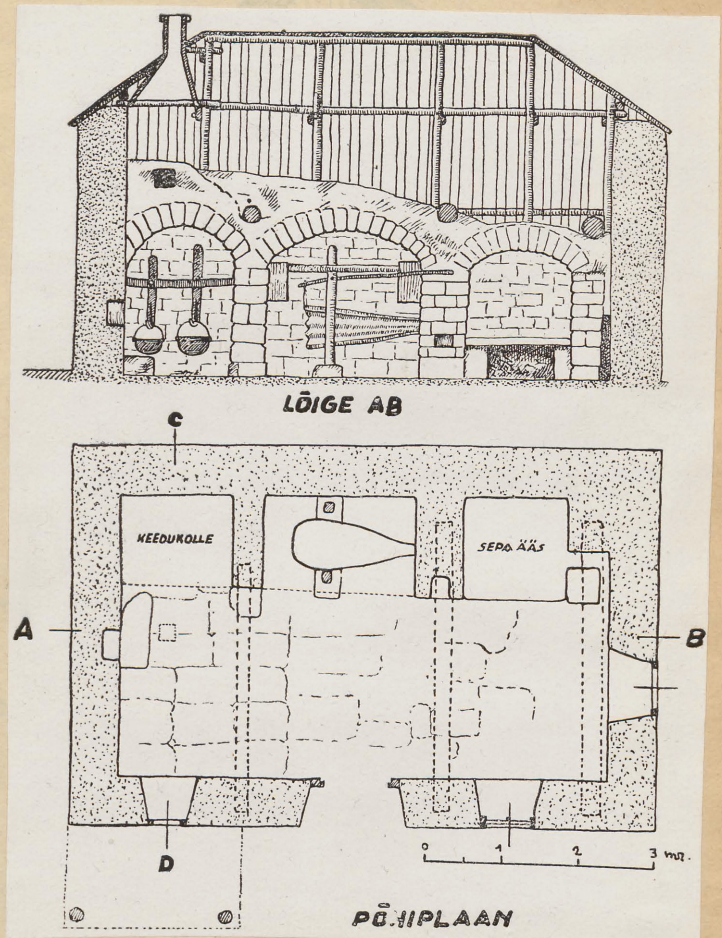 LÕIGE AB
C
KEEDUKOLLE
SEPA ÄÄS
A
B
D
0 1 2 3 mr.
PÕHIPLAAN